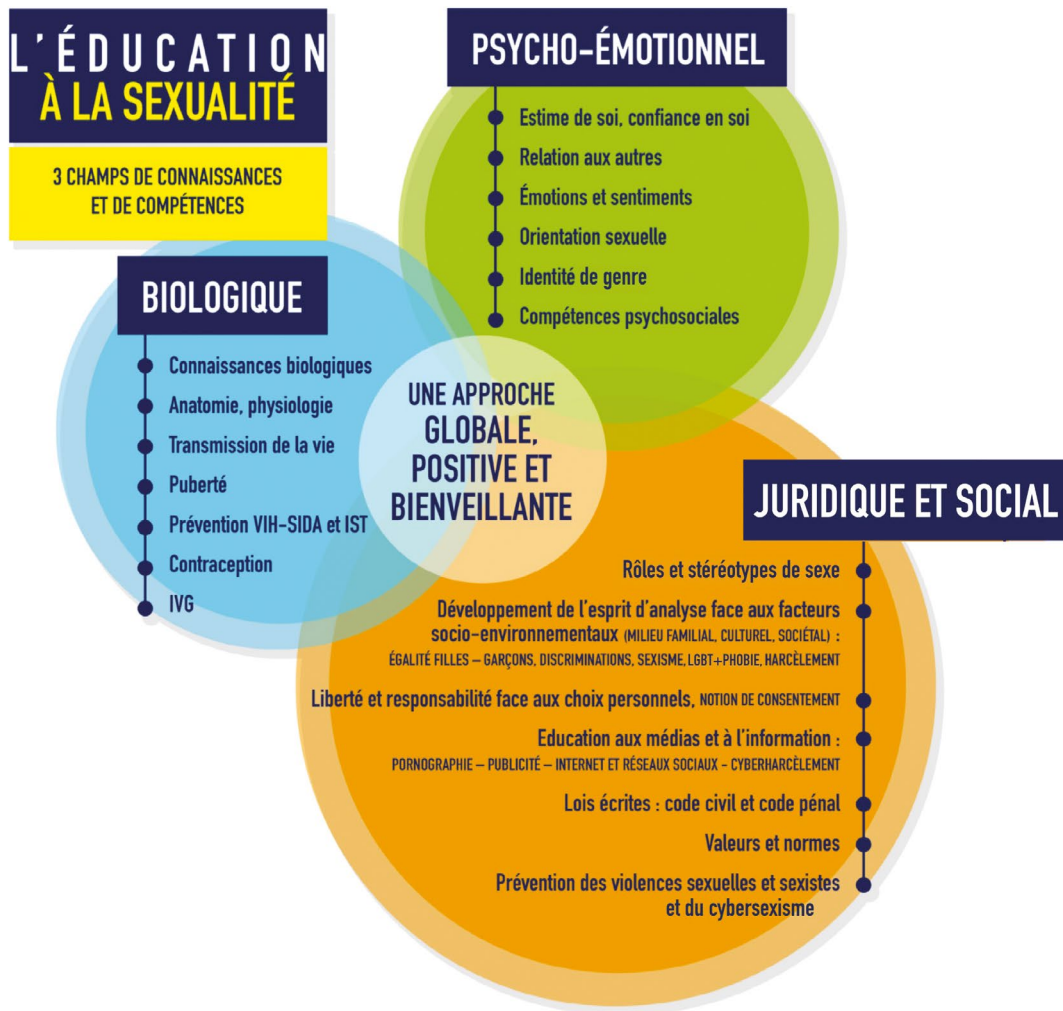 L'ÉDUCATION
À LA SEXUALITÉ
3 CHAMPS DE CONNAISSANCES
ET DE COMPÉTENCES
PSYCHO-ÉMOTIONNEL
Estime de soi, confiance en soi
Relation aux autres
Émotions et sentiments
Orientation sexuelle
Identité de genre
Compétences psychosociales
BIOLOGIQUE
Connaissances biologiques
Anatomie, physiologie
Transmission de la vie
Puberté
Prévention VIH-SIDA et IST
Contraception
IVG
UNE APPROCHE
GLOBALE,
POSITIVE ET
BIENVEILLANTE
JURIDIQUE ET SOCIAL
Rôles et stéréotypes de sexe
Développement de l'esprit d'analyse face aux facteurs
socio-environnementaux (MILIEU FAMILIAL, CULTUREL, SOCIÉTAL) :
ÉGALITÉ FILLES – GARÇONS, DISCRIMINATIONS, SEXISME, LGBT+PHOBIE, HARCÈLEMENT
Liberté et responsabilité face aux choix personnels, NOTION DE CONSENTEMENT
Education aux médias et à l'information :
PORNOGRAPHIE – PUBLICITÉ – INTERNET ET RÉSEAUX SOCIAUX - CYBERHARCÈLEMENT
Lois écrites : code civil et code pénal
Valeurs et normes
Prévention des violences sexuelles et sexistes
et du cybersexisme